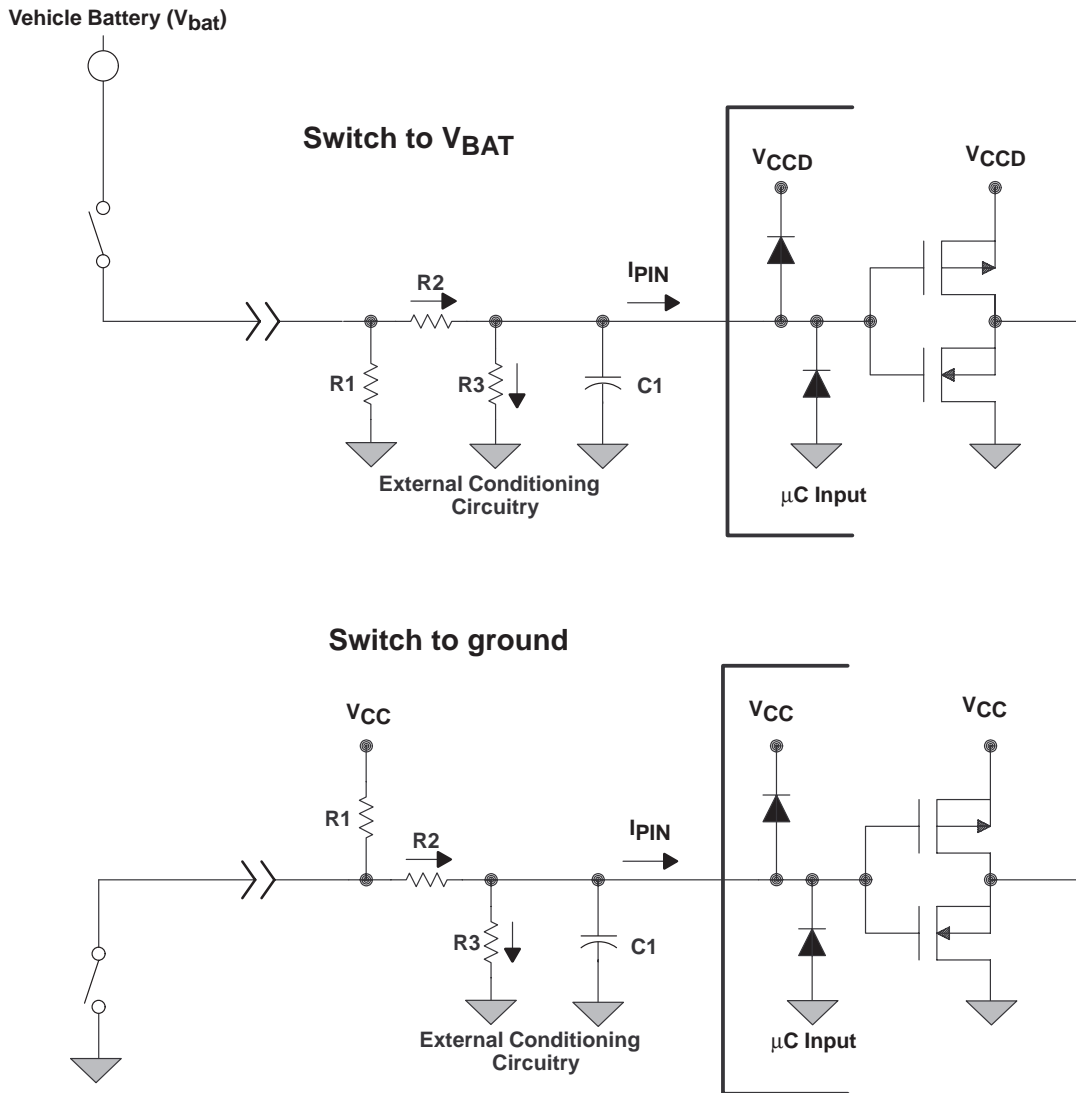 Vehicle Battery (Vbat)
Switch to VBAT
VCCD
VCCD
IPIN
R2
R1
R3
C1
External Conditioning
Circuitry
μC Input
Switch to ground
VCC
VCC
VCC
R1
IPIN
R2
R3
C1
External Conditioning
Circuitry
μC Input